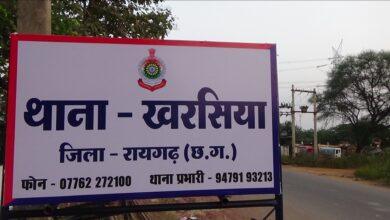 थाना - खरसिया
जिला - रायगढ़ (छ.ग.)
फोन - 07762 272100 थाना प्रभारी - 94791 93213